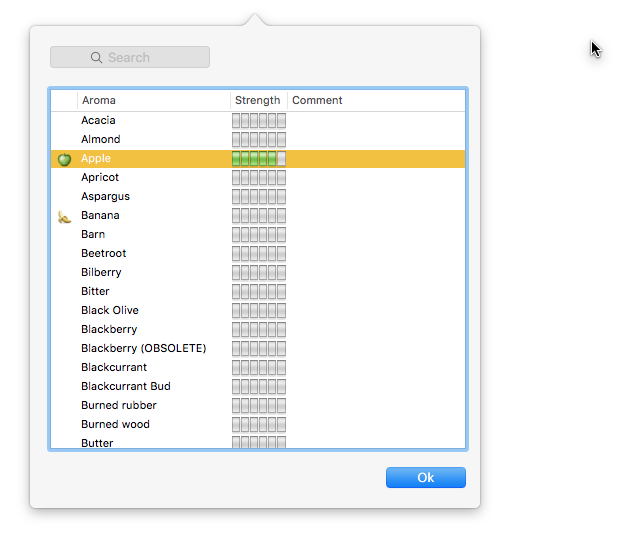 Search
Aroma Strength Comment
Acacia
Almond
Apple
Apricot
Aspargus
Banana
Barn
Beetroot
Bilberry
Bitter
Black Olive
Blackberry
Blackberry (OBSOLETE)
Blackcurrant
Blackcurrant Bud
Burned rubber
Burned wood
Butter
Ok